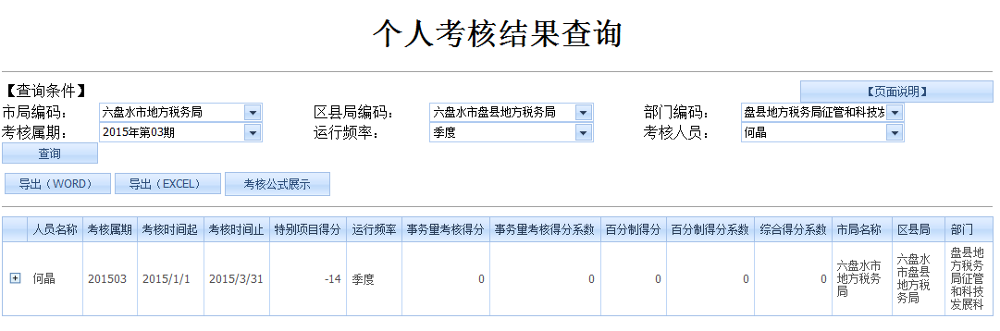 个人考核结果查询
【查询条件】 【页面说明】
市局编码： 六盘水市地方税务局 区县局编码： 六盘水市盘县地方税务局 部门编码： 盘县地方税务局征管和科技发
考核属期： 2015年第03期 运行频率： 季度 考核人员： 何晶
查询
导出（WORD） 导出（EXCEL） 考核公式展示
人员名称 考核属期 考核时间起 考核时间止 特别项目得分 运行频率 事务量考核得分 事务量考核得分系数 百分制得分 百分制得分系数 综合得分系数 市局名称 区县局 部门
何晶 201503 2015/1/1 2015/3/31 -14 季度 0 0 0 0 0
六盘水市
地方税务
局
六盘水
市盘县
地方税
务局
盘县地
方税务
局征管
和科技
发展科